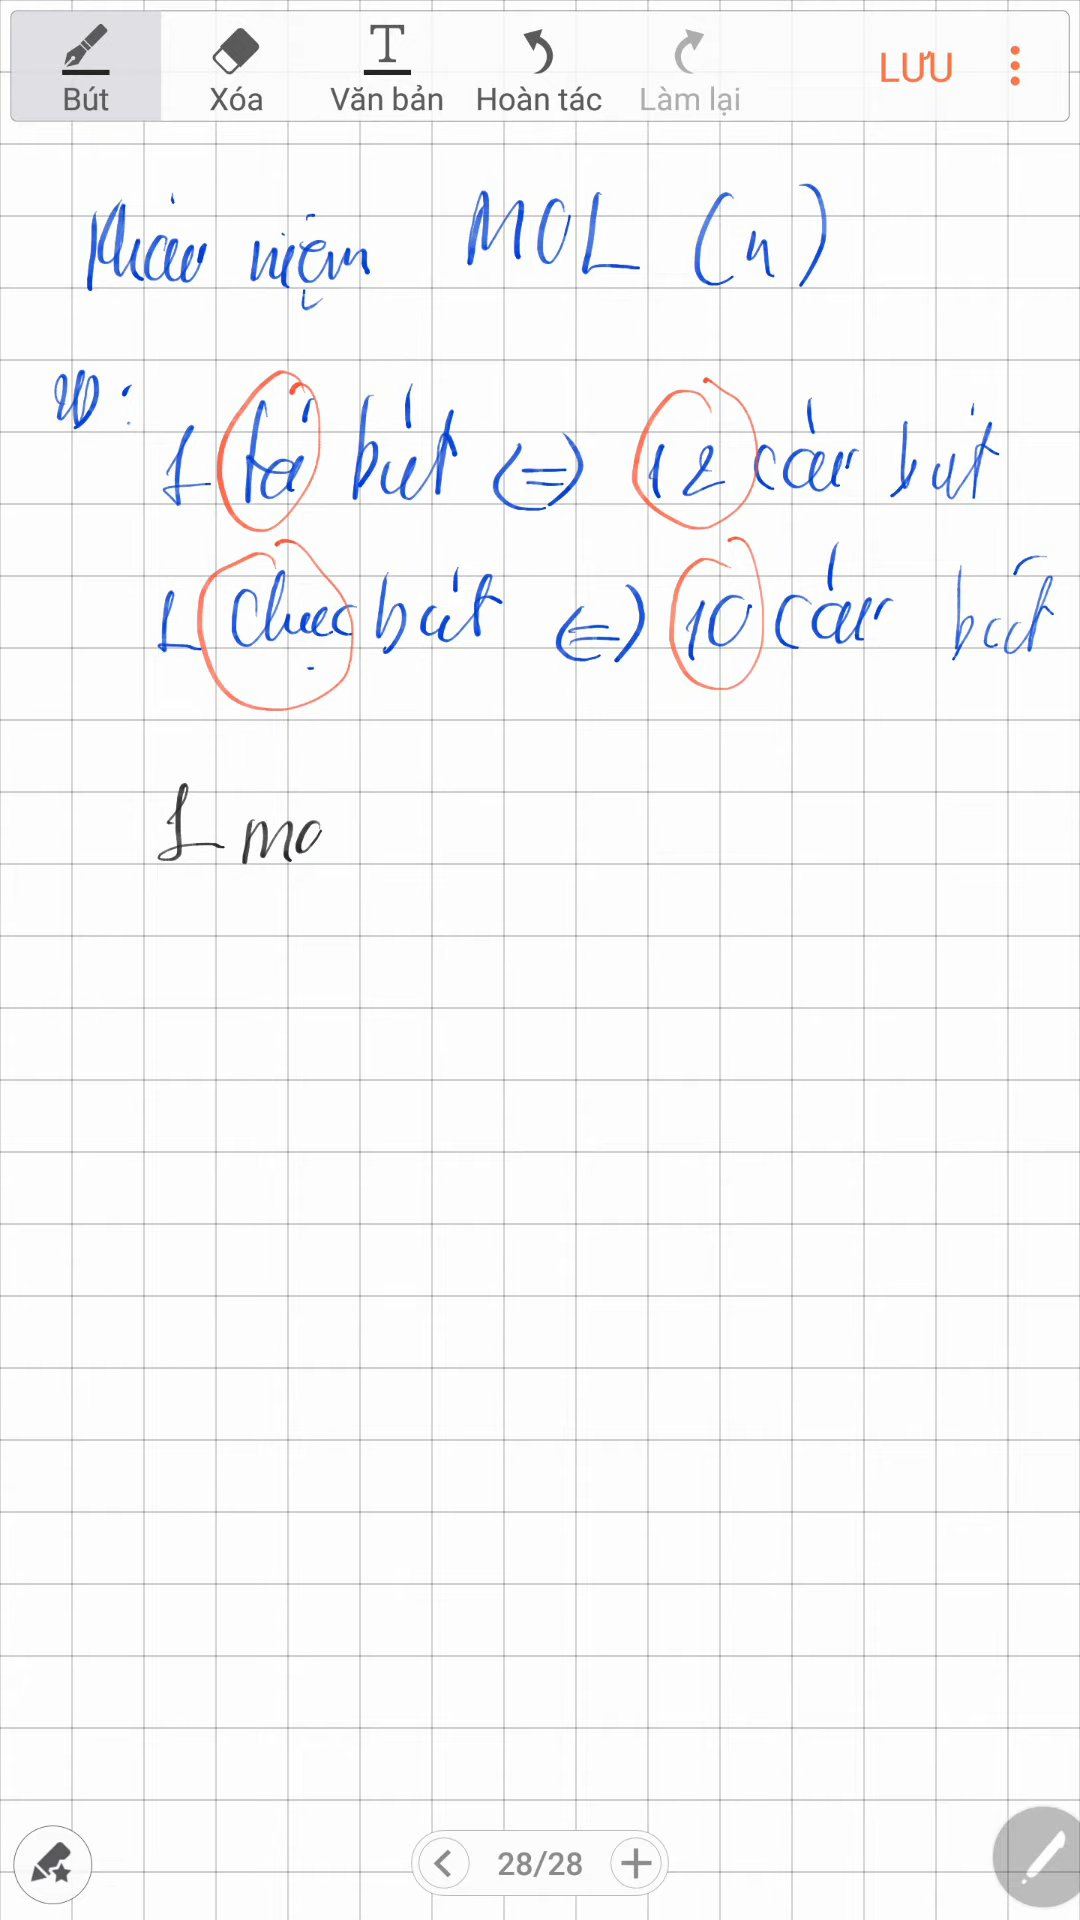 Bút Xóa Văn bản Hoàn tác Làm lại LƯU
Khái niệm MOL (n)
VD:
1 tá bút <=> 12 cái bút
1 chục bút <=> 10 cái bút
1 mo
28/28